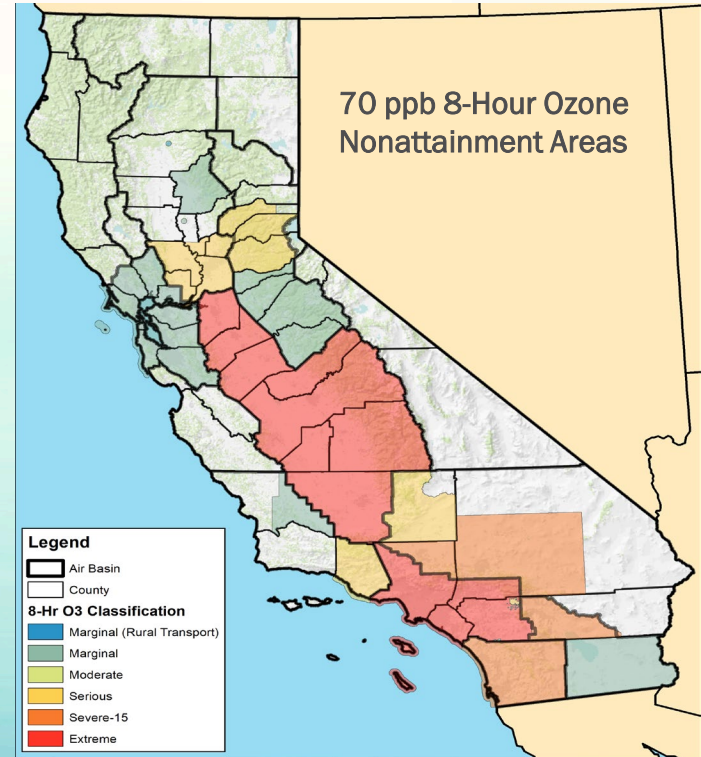 70 ppb 8-Hour Ozone
Nonattainment Areas
Legend
Air Basin
County
8-Hr O3 Classification
Marginal (Rural Transport)
Marginal
Moderate
Serious
Severe-15
Extreme